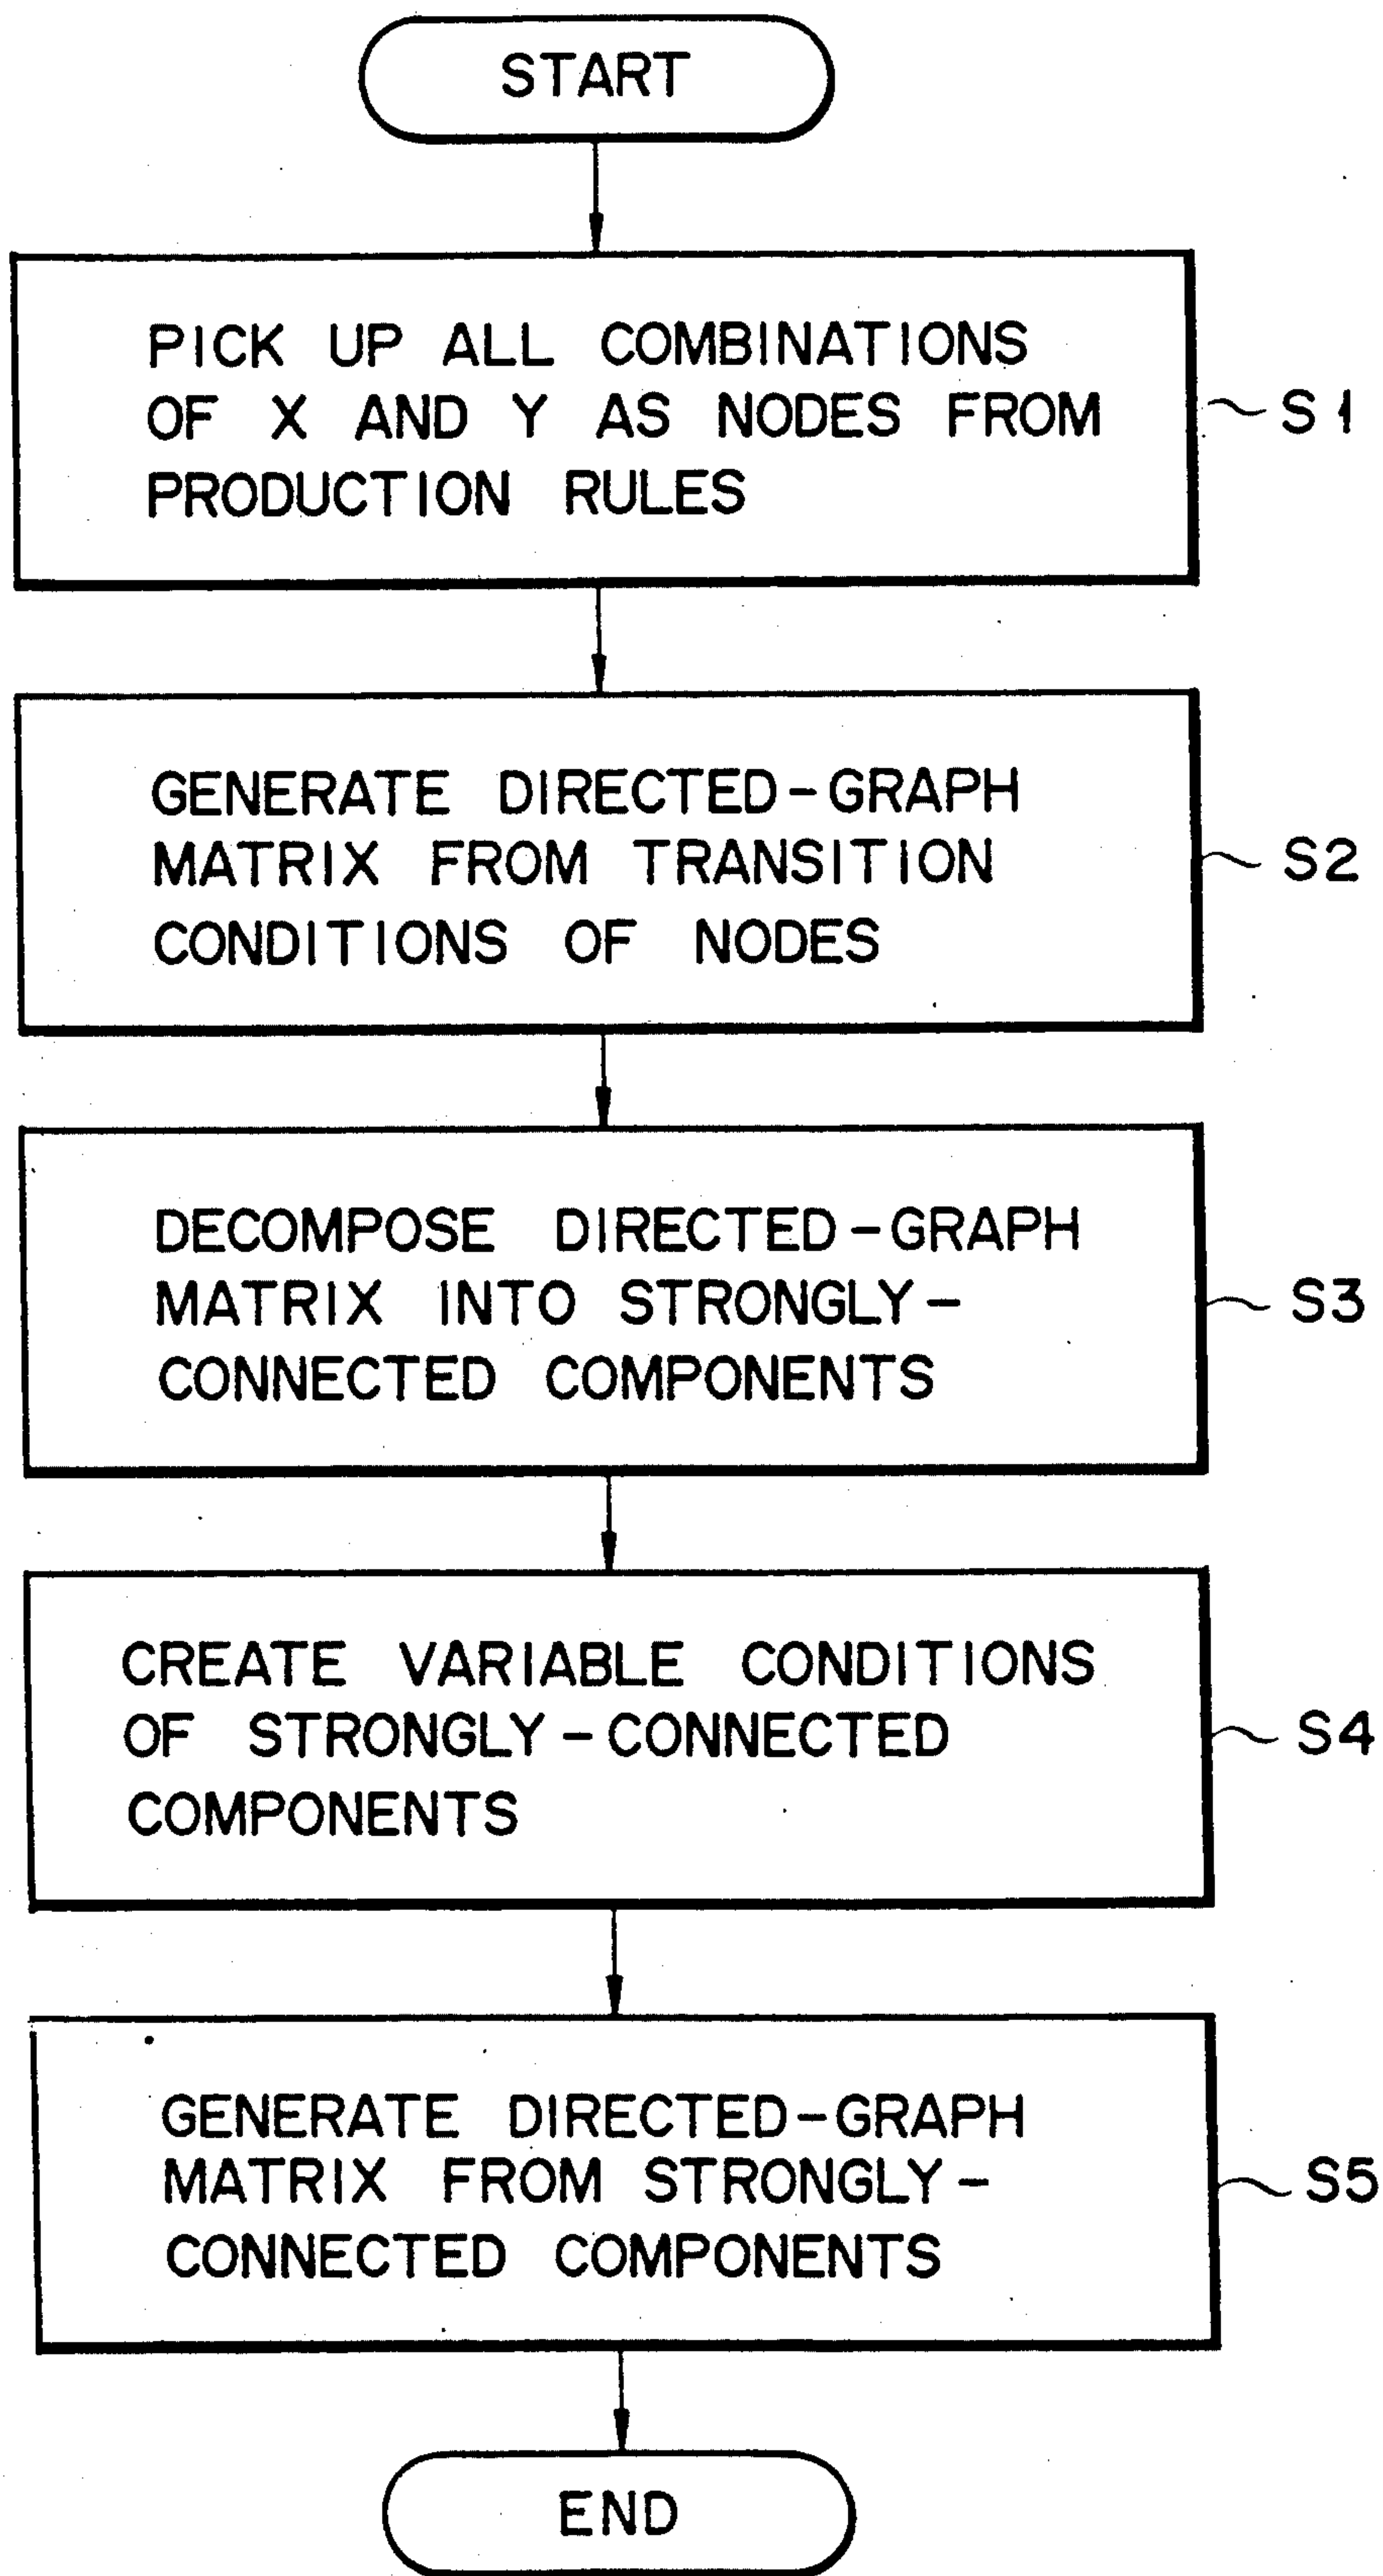 START
PICK UP ALL COMBINATIONS
OF X AND Y AS NODES FROM
PRODUCTION RULES
S1
GENERATE DIRECTED-GRAPH
MATRIX FROM TRANSITION
CONDITIONS OF NODES
S2
DECOMPOSE DIRECTED-GRAPH
MATRIX INTO STRONGLY-
CONNECTED COMPONENTS
S3
CREATE VARIABLE CONDITIONS
OF STRONGLY-CONNECTED
COMPONENTS
S4
GENERATE DIRECTED-GRAPH
MATRIX FROM STRONGLY-
CONNECTED COMPONENTS
S5
END